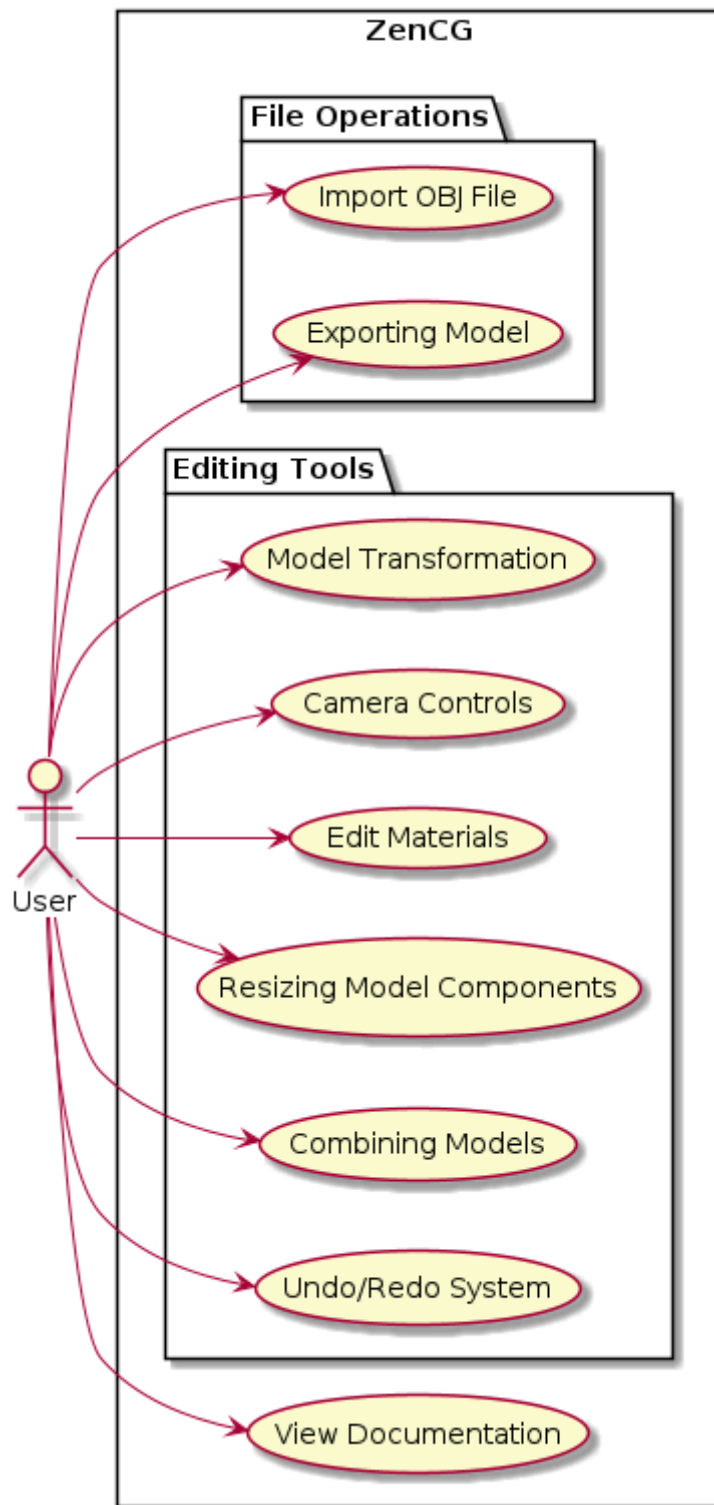 ZenCG
File Operations
Import OBJ File
Exporting Model
Editing Tools
Model Transformation
Camera Controls
Edit Materials
User
Resizing Model Components
Combining Models
Undo/Redo System
View Documentation